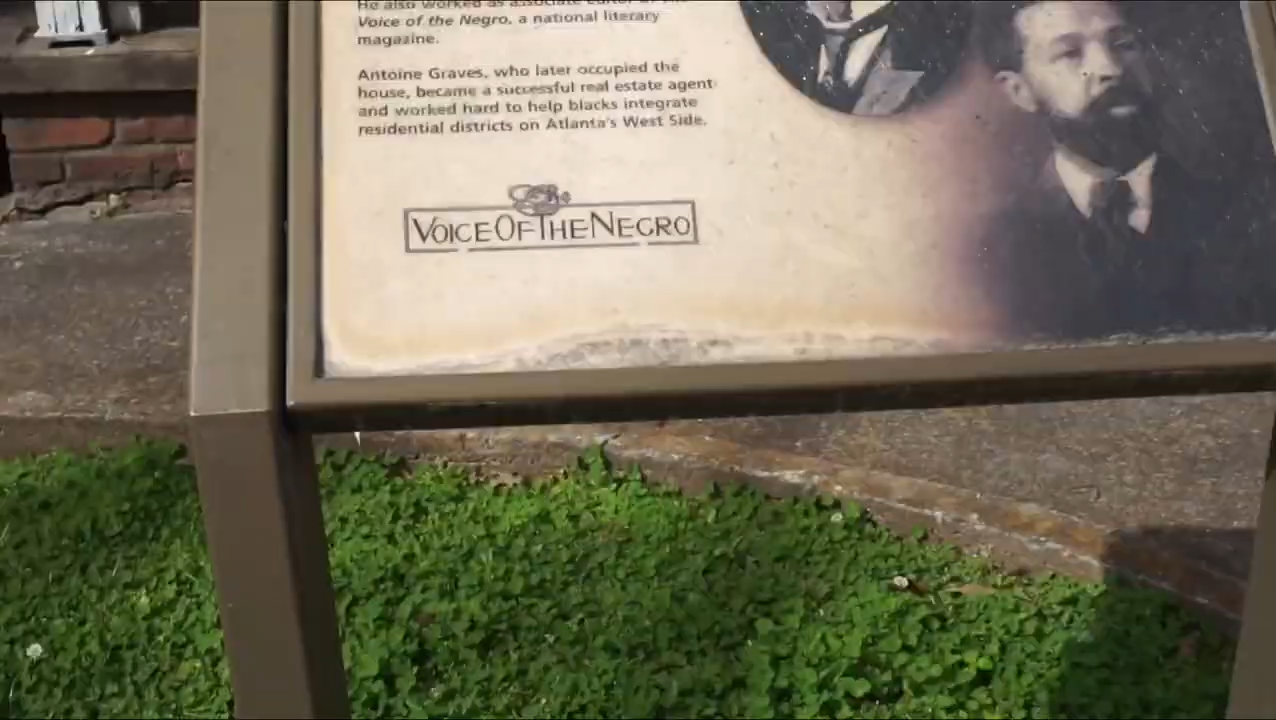 He also worked as associate editor of the
Voice of the Negro, a national literary
magazine.
Antoine Graves, who later occupied the
house, became a successful real estate agent
and worked hard to help blacks integrate
residential districts on Atlanta's West Side.
The
VOICE OF THE NEGRO